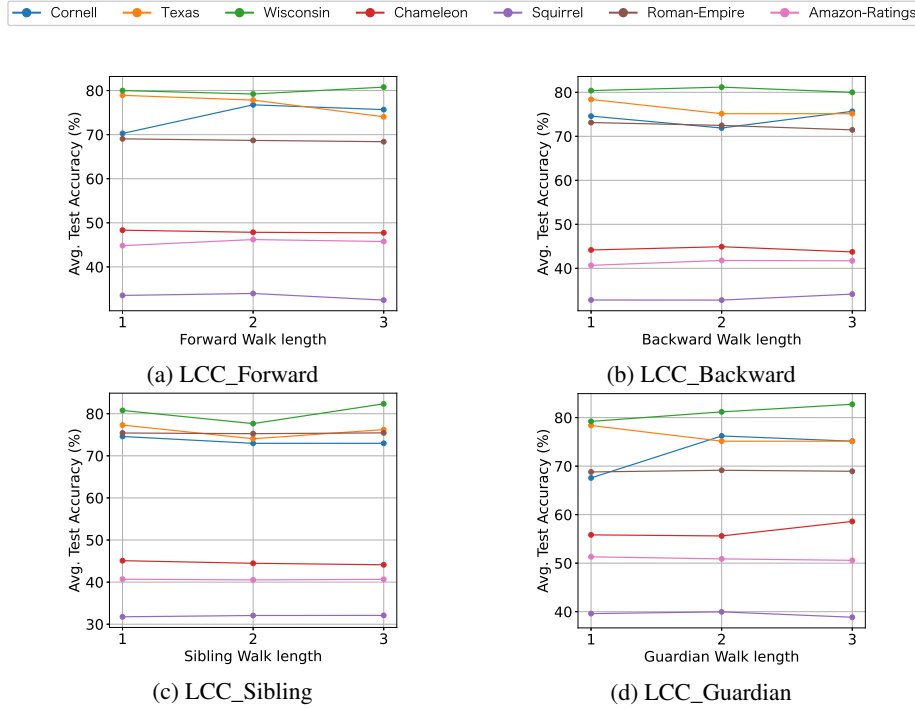 Cornell Texas Wisconsin Chameleon Squirrel Roman-Empire Amazon-Ratings
80
70
60
50
40
Avg. Test Accuracy (%)
1 2 3
Forward Walk length
(a) LCC_Forward
80
70
60
50
40
Avg. Test Accuracy (%)
1 2 3
Backward Walk length
(b) LCC_Backward
80
70
60
50
40
30
Avg. Test Accuracy (%)
1 2 3
Sibling Walk length
(c) LCC_Sibling
80
70
60
50
40
Avg. Test Accuracy (%)
1 2 3
Guardian Walk length
(d) LCC_Guardian